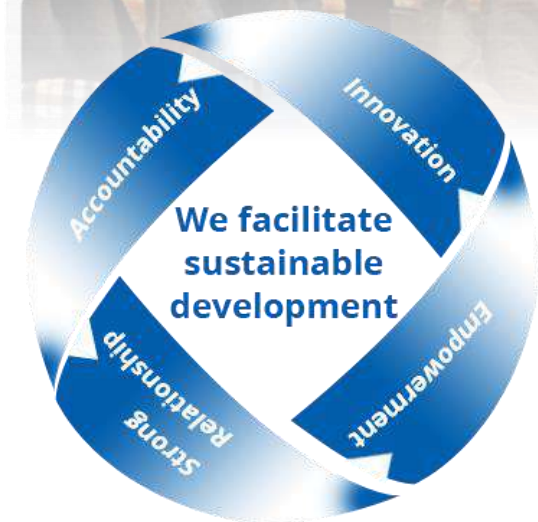 Accountability
Innovation
We facilitate
sustainable
development
Empowerment
Strong
Relationship